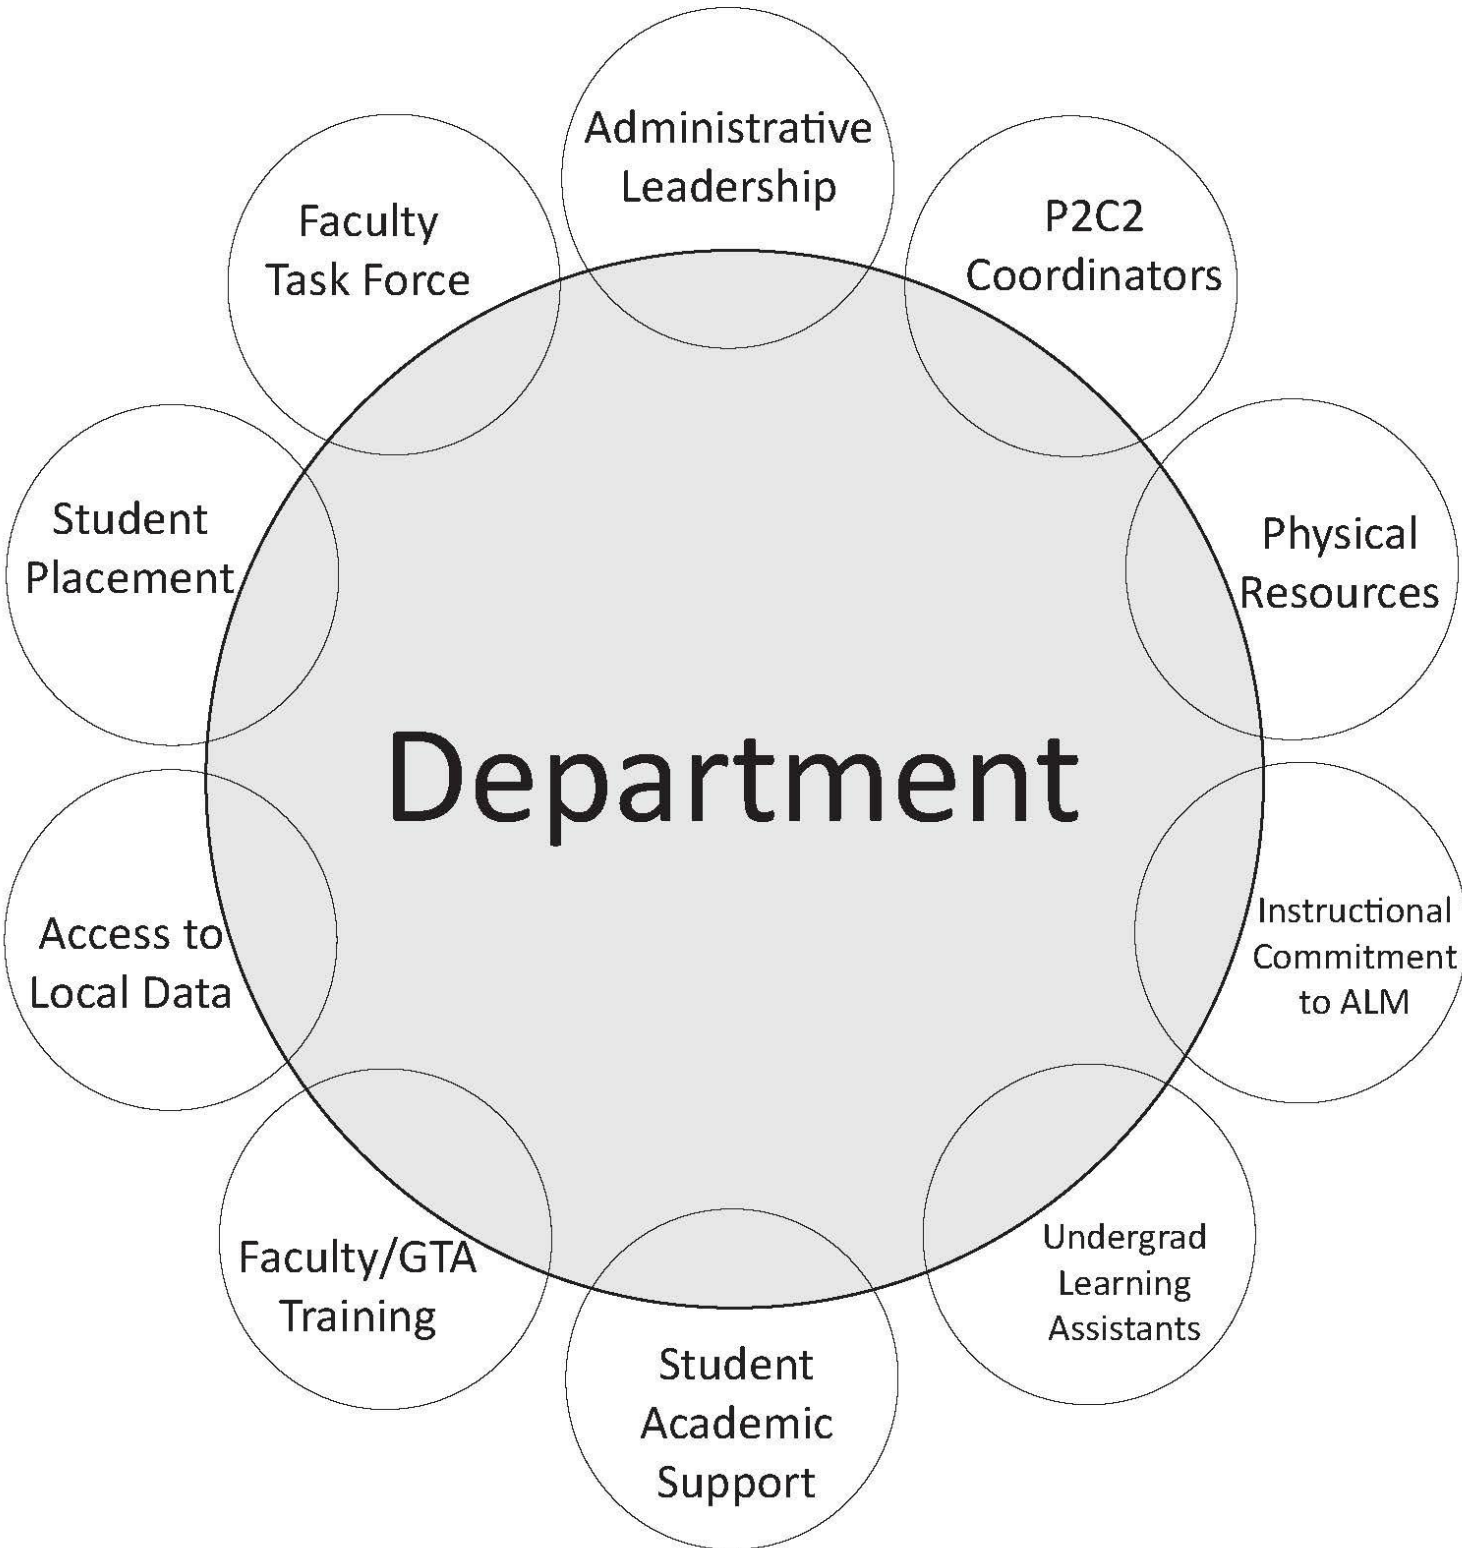 Administrative
Leadership
P2C2
Coordinators
Physical
Resources
Instructional
Commitment
to ALM
Undergrad
Learning
Assistants
Student
Academic
Support
Faculty/GTA
Training
Access to
Local Data
Student
Placement
Faculty
Task Force
Department